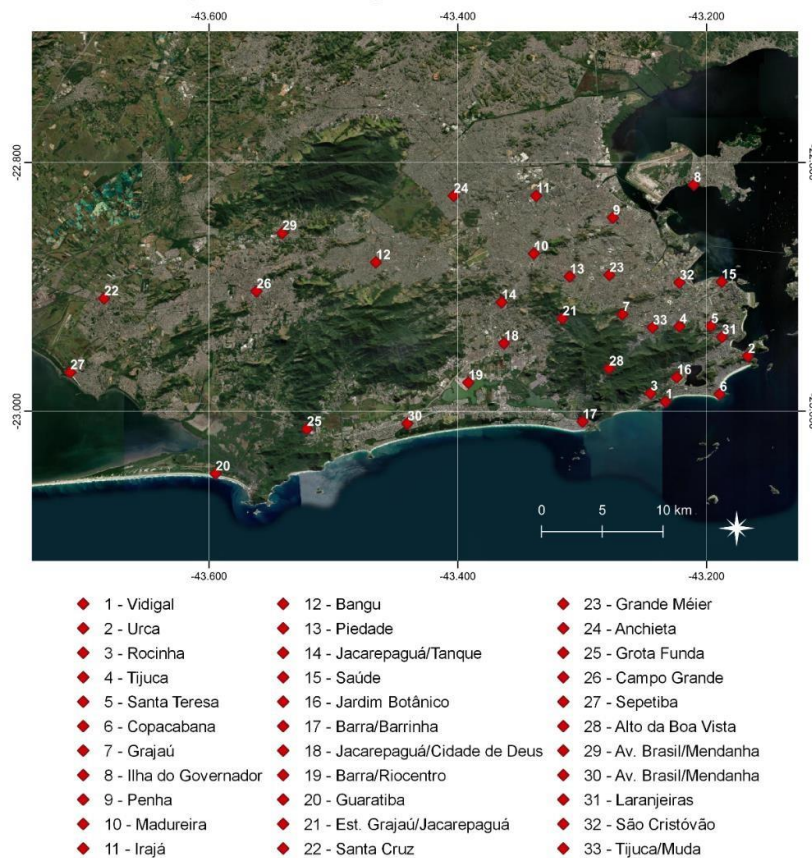 -43.600 -43.400 -43.200
-22.800
8
24 11
9
29
10
12
13 23
26
32 15
22
14
7
21 33 4 5
31
18
2
28
27
16
19
3 1 6
30 17
25
20
-23.000
0 5 10 km
-43.600 -43.400 -43.200
1 - Vidigal
2 - Urca
3 - Rocinha
4 - Tijuca
5 - Santa Teresa
6 - Copacabana
7 - Grajaú
8 - Ilha do Governador
9 - Penha
10 - Madureira
11 - Irajá
12 - Bangu
13 - Piedade
14 - Jacarepaguá/Tanque
15 - Saúde
16 - Jardim Botânico
17 - Barra/Barrinha
18 - Jacarepaguá/Cidade de Deus
19 - Barra/Riocentro
20 - Guaratiba
21 - Est. Grajaú/Jacarepaguá
22 - Santa Cruz
23 - Grande Méier
24 - Anchieta
25 - Grota Funda
26 - Campo Grande
27 - Sepetiba
28 - Alto da Boa Vista
29 - Av. Brasil/Mendanha
30 - Av. Brasil/Mendanha
31 - Laranjeiras
32 - São Cristóvão
33 - Tijuca/Muda